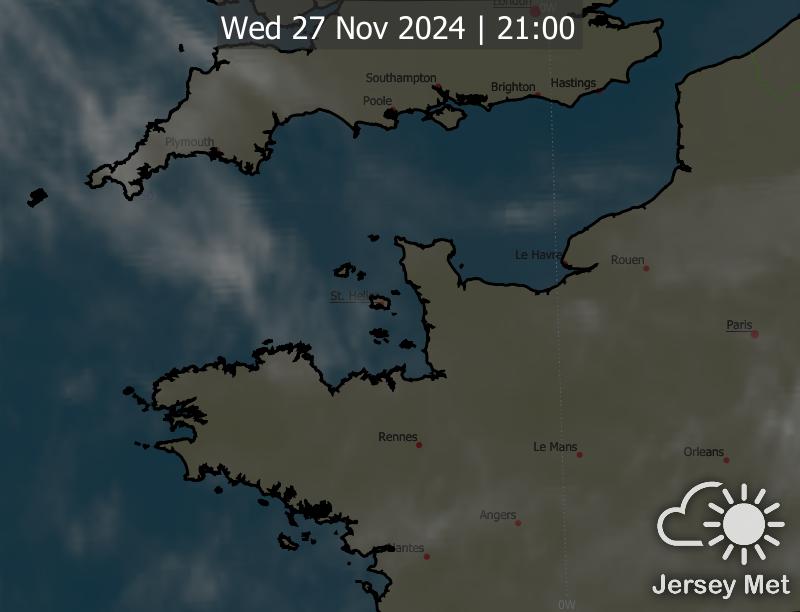 London
0W
Wed 27 Nov 2024 | 21:00
Southampton
Brighton
Hastings
Poole
Plymouth
Le Havre
Rouen
St. Helier
Paris
Rennes
Le Mans
Orleans
Angers
Nantes
Jersey Met
0W